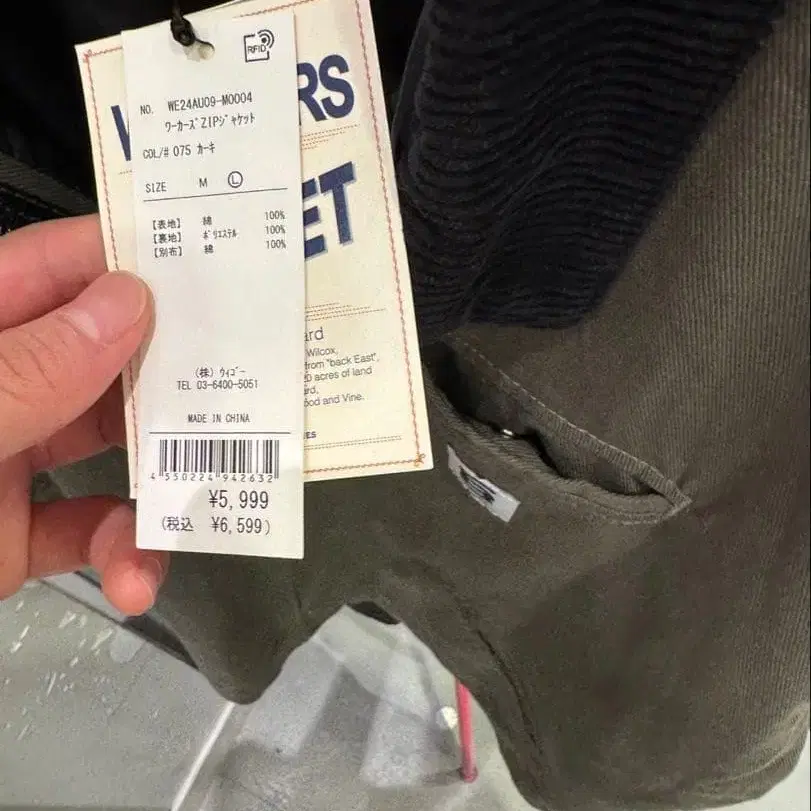 RFID
NO. WE24AU09-M0004
ワーカーズZIPジャケット
COL/# 075 カーキ
SIZE M Ⓛ
【表地】 綿 100%
【裏地】 ポリエステル 100%
【別布】 綿 100%
(株) ウィゴー
TEL 03-6400-5051
MADE IN CHINA
4 550224 942632
¥5,999
(税込 ¥6,599)
W RS
ET
ard
Wilcox,
from "back East",
20 acres of land
ard,
ood and Vine.
ES